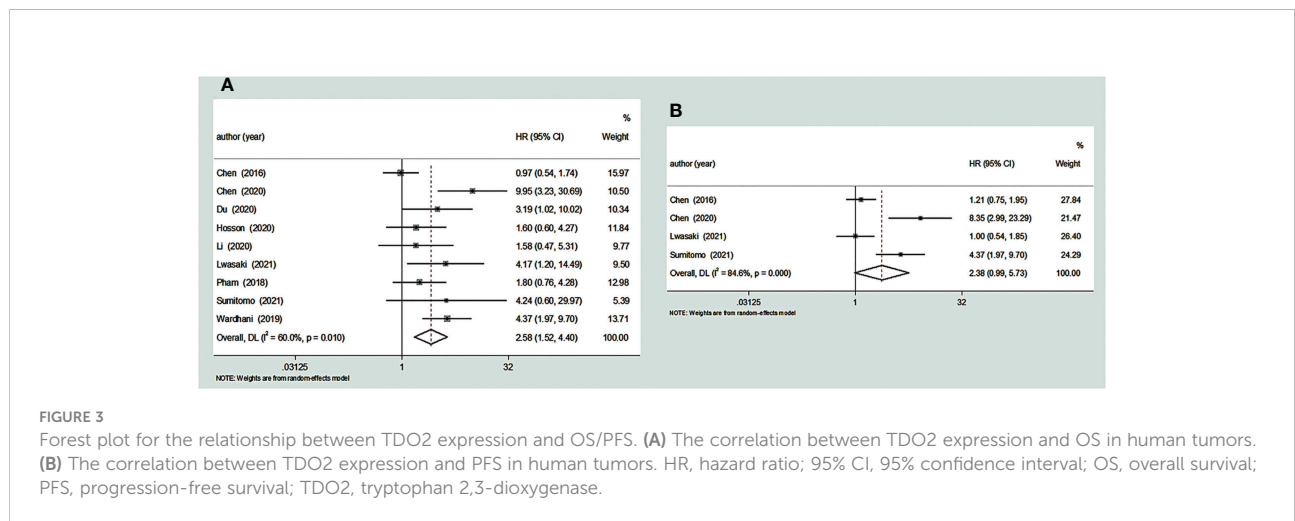 A
%
author (year) HR (95% CI) Weight
Chen (2016) 0.97 (0.54, 1.74) 15.97
Chen (2020) 9.95 (3.23, 30.69) 10.50
Du (2020) 3.19 (1.02, 10.02) 10.34
Hosson (2020) 1.60 (0.60, 4.27) 11.84
Li (2020) 1.58 (0.47, 5.31) 9.77
Lwasaki (2021) 4.17 (1.20, 14.49) 9.50
Pham (2018) 1.80 (0.76, 4.28) 12.98
Sumitomo (2021) 4.24 (0.60, 29.97) 5.39
Wardhani (2019) 4.37 (1.97, 9.70) 13.71
Overall, DL (I² = 60.0%, p = 0.010) 2.58 (1.52, 4.40) 100.00
.03125 1 32
NOTE: Weights are from random-effects model
B
%
author (year) HR (95% CI) Weight
Chen (2016) 1.21 (0.75, 1.95) 27.84
Chen (2020) 8.35 (2.99, 23.29) 21.47
Lwasaki (2021) 1.00 (0.54, 1.85) 26.40
Sumitomo (2021) 4.37 (1.97, 9.70) 24.29
Overall, DL (I² = 84.6%, p = 0.000) 2.38 (0.99, 5.73) 100.00
.03125 1 32
NOTE: Weights are from random-effects model
FIGURE 3
Forest plot for the relationship between TDO2 expression and OS/PFS. (A) The correlation between TDO2 expression and OS in human tumors.
(B) The correlation between TDO2 expression and PFS in human tumors. HR, hazard ratio; 95% CI, 95% confidence interval; OS, overall survival;
PFS, progression-free survival; TDO2, tryptophan 2,3-dioxygenase.